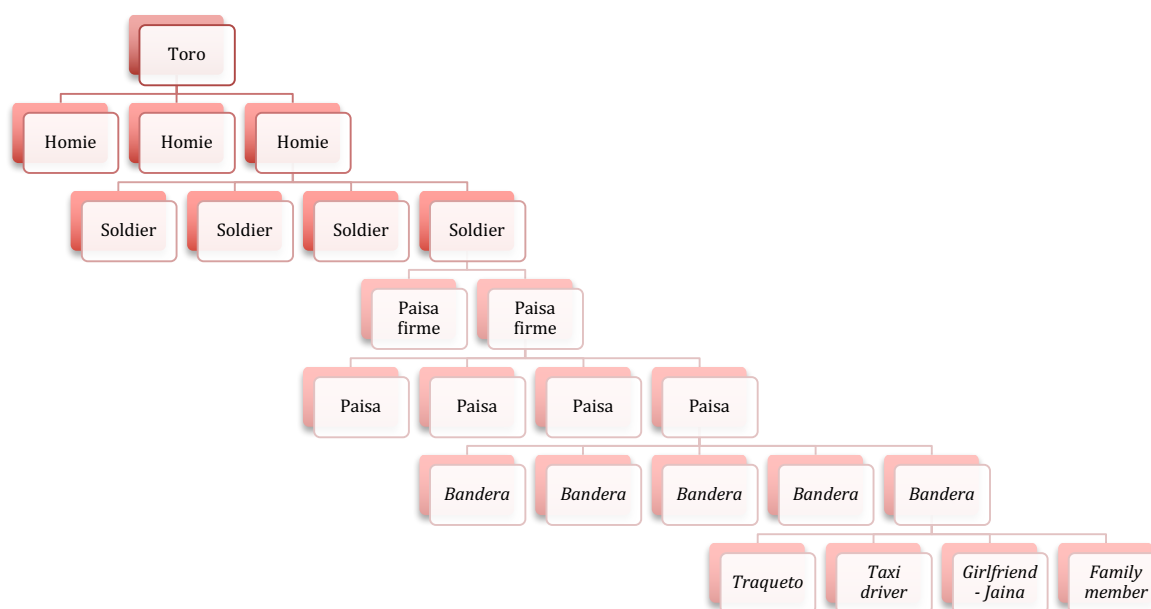 Toro
Homie
Homie
Homie
Soldier
Soldier
Soldier
Soldier
Paisa
firme
Paisa
firme
Paisa
Paisa
Paisa
Paisa
Bandera
Bandera
Bandera
Bandera
Bandera
Traqueto
Taxi
driver
Girlfriend
- Jaina
Family
member